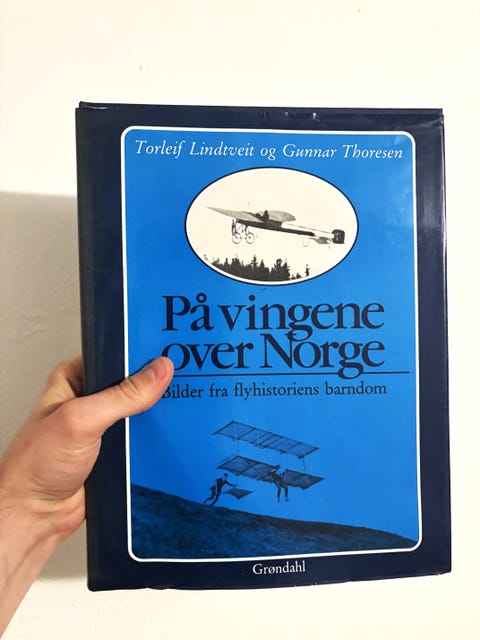 Torleif Lindtveit og Gunnar Thoresen
På vingene
over Norge
Bilder fra flyhistoriens barndom
Grøndahl